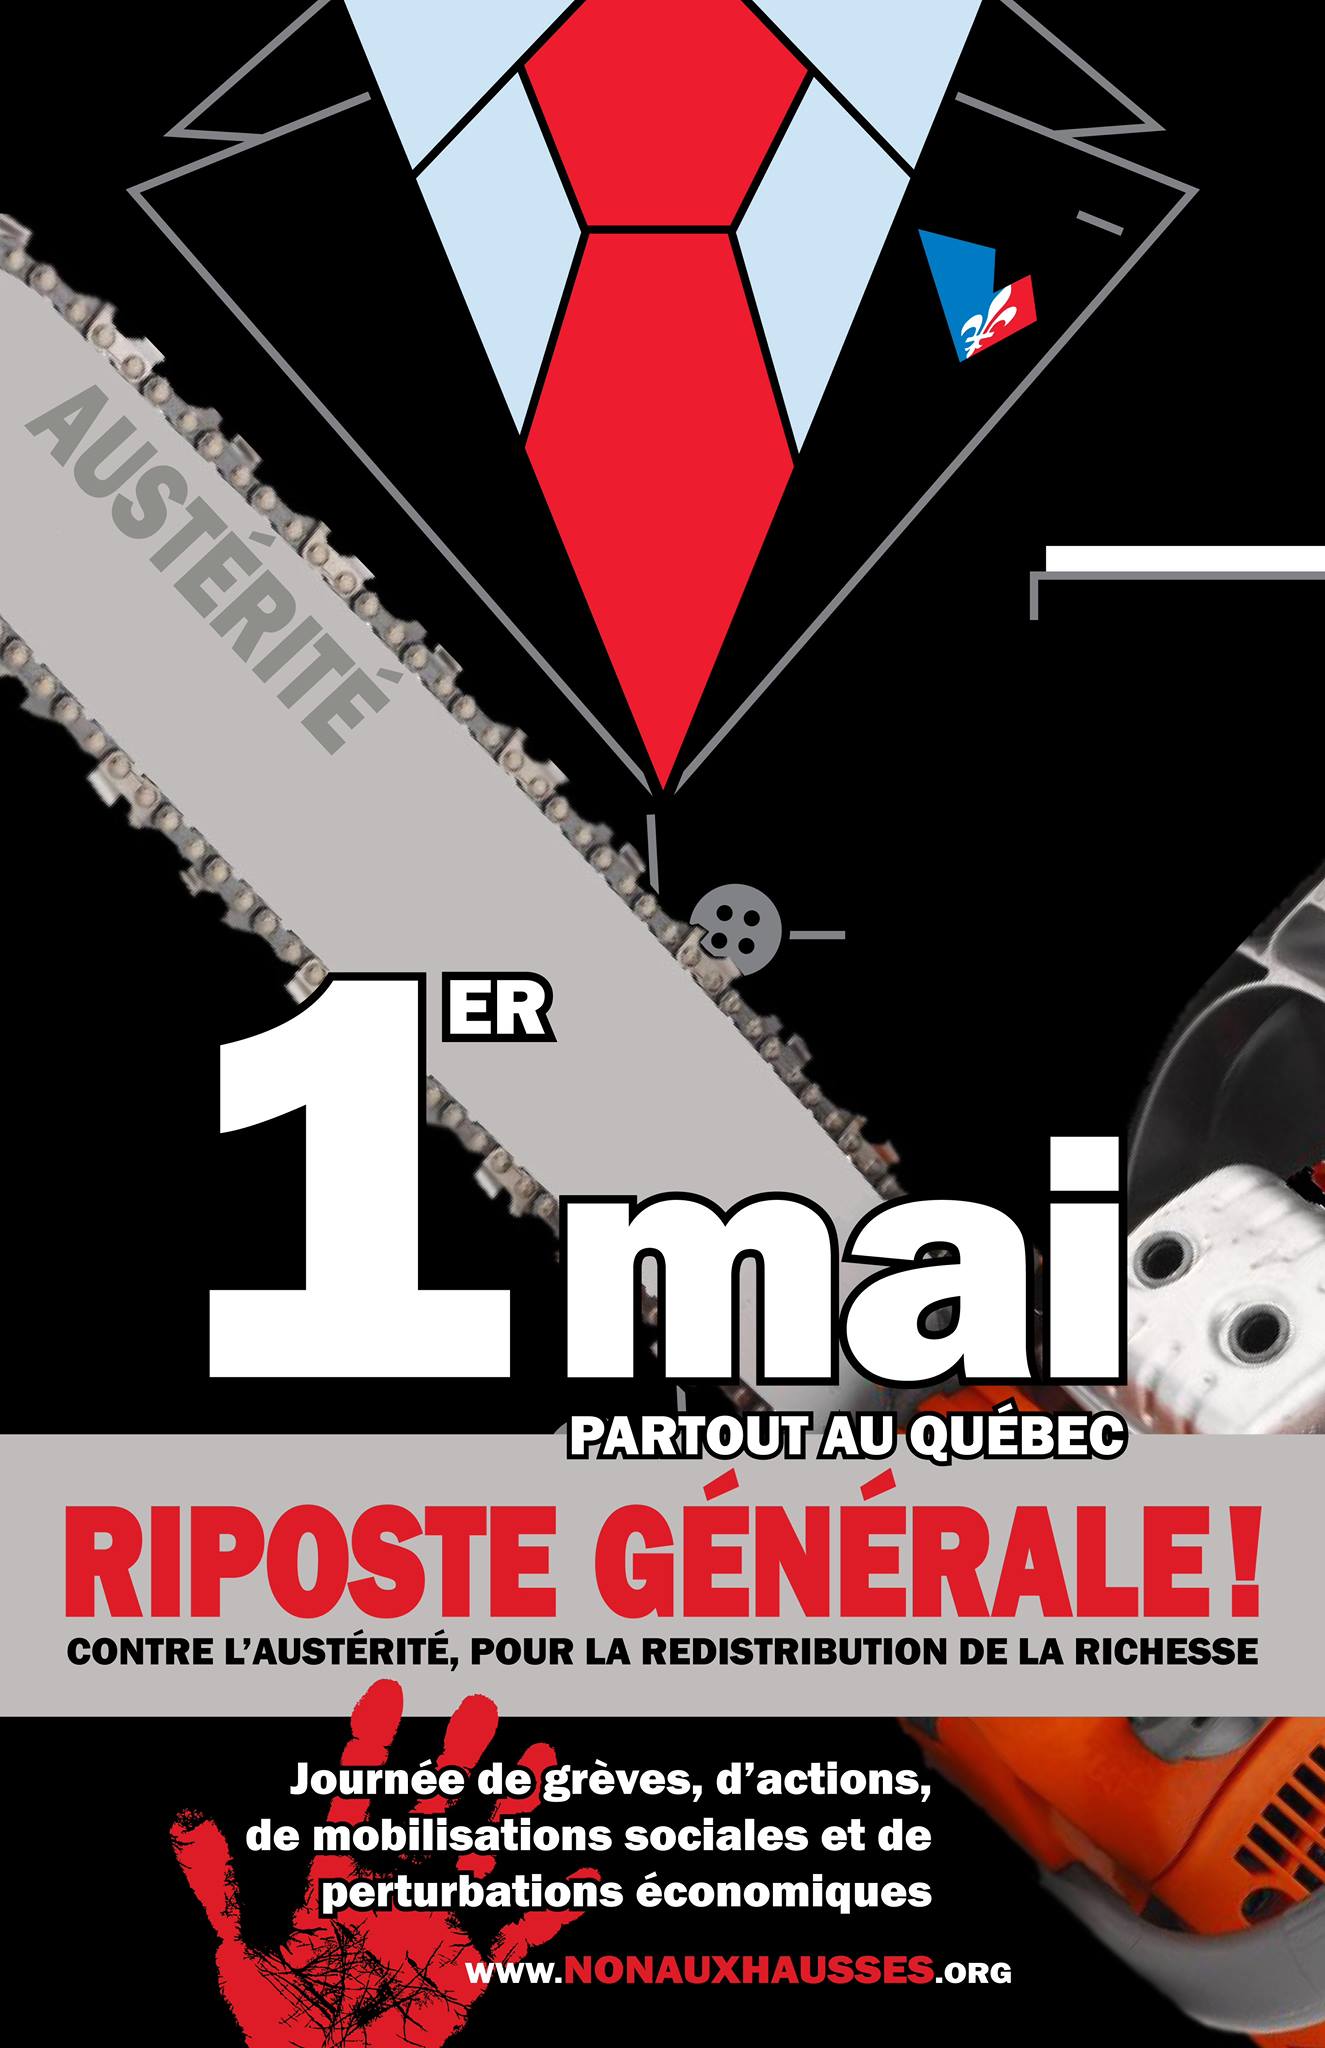 AUSTÉRITÉ
1ER mai
PARTOUT AU QUÉBEC
RIPOSTE GÉNÉRALE !
CONTRE L'AUSTÉRITÉ, POUR LA REDISTRIBUTION DE LA RICHESSE
Journée de grèves, d'actions,
de mobilisations sociales et de
perturbations économiques
www.NONAUXHAUSSES.ORG